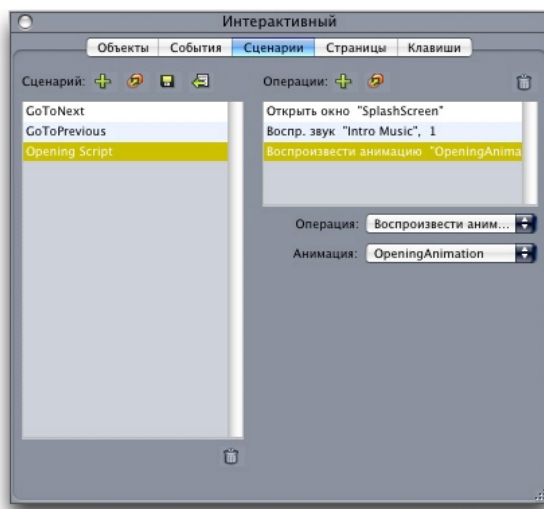 Интерактивный
Объекты События Сценарии Страницы Клавиши
Сценарий:
GoToNext
GoToPrevious
Opening Script
Операции:
Открыть окно "SplashScreen"
Воспр. звук "Intro Music", 1
Воспроизвести анимацию "OpeningAnima
Операция: Воспроизвести аним...
Анимация: OpeningAnimation